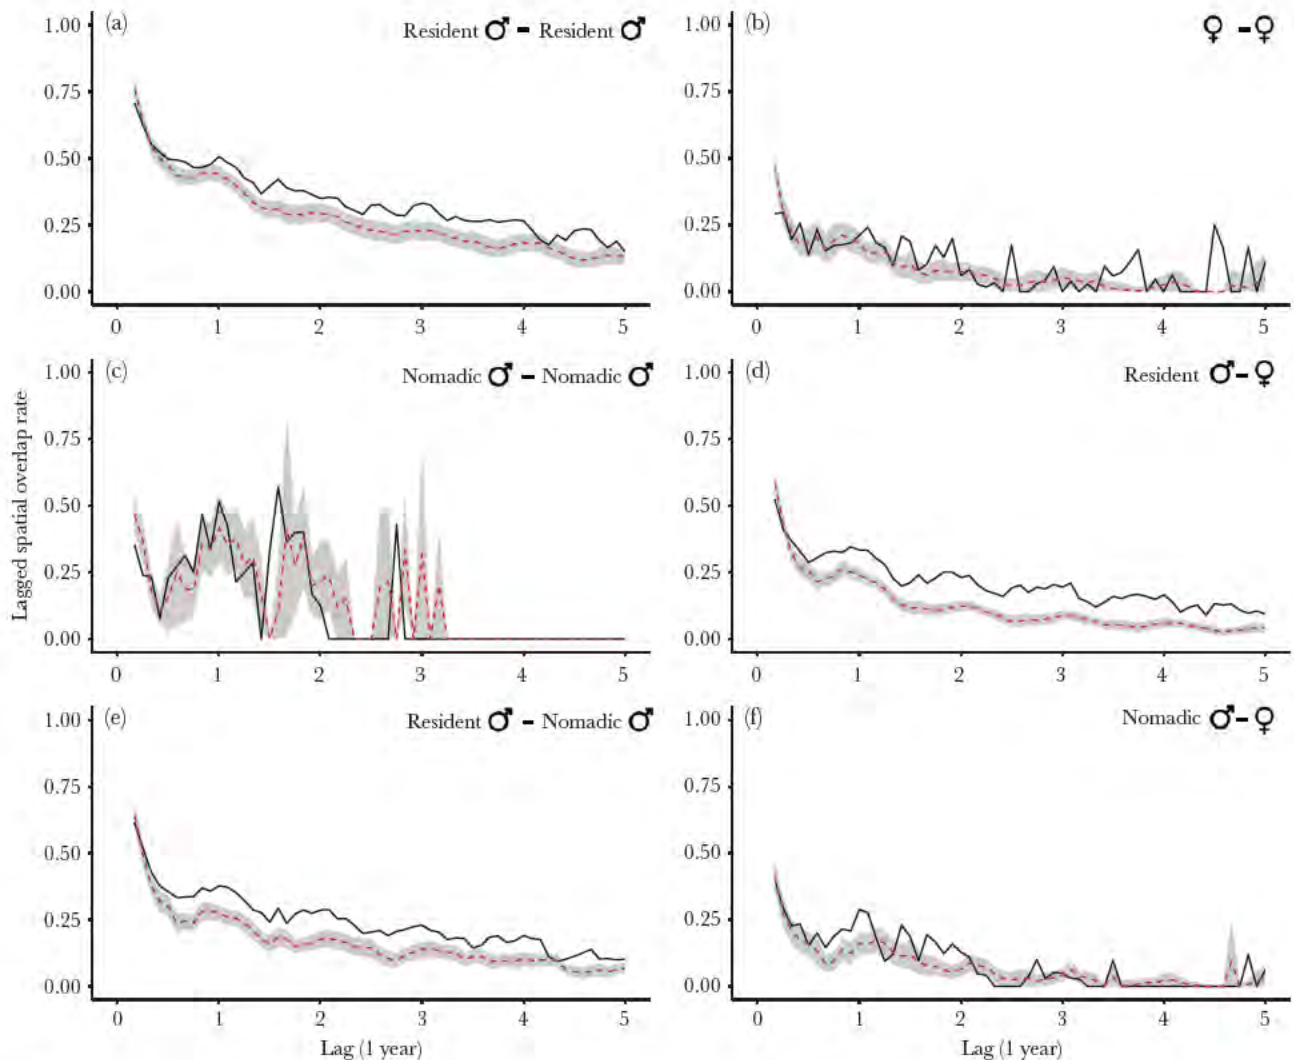 (a) Resident ♂ – Resident ♂
1.00
0.75
0.50
0.25
0.00
0 1 2 3 4 5
(b) ♀ – ♀
1.00
0.75
0.50
0.25
0.00
0 1 2 3 4 5
Lagged spatial overlap rate
(c) Nomadic ♂ – Nomadic ♂
1.00
0.75
0.50
0.25
0.00
0 1 2 3 4 5
(d) Resident ♂–♀
1.00
0.75
0.50
0.25
0.00
0 1 2 3 4 5
(e) Resident ♂ – Nomadic ♂
1.00
0.75
0.50
0.25
0.00
0 1 2 3 4 5
Lag (1 year)
(f) Nomadic ♂–♀
1.00
0.75
0.50
0.25
0.00
0 1 2 3 4 5
Lag (1 year)